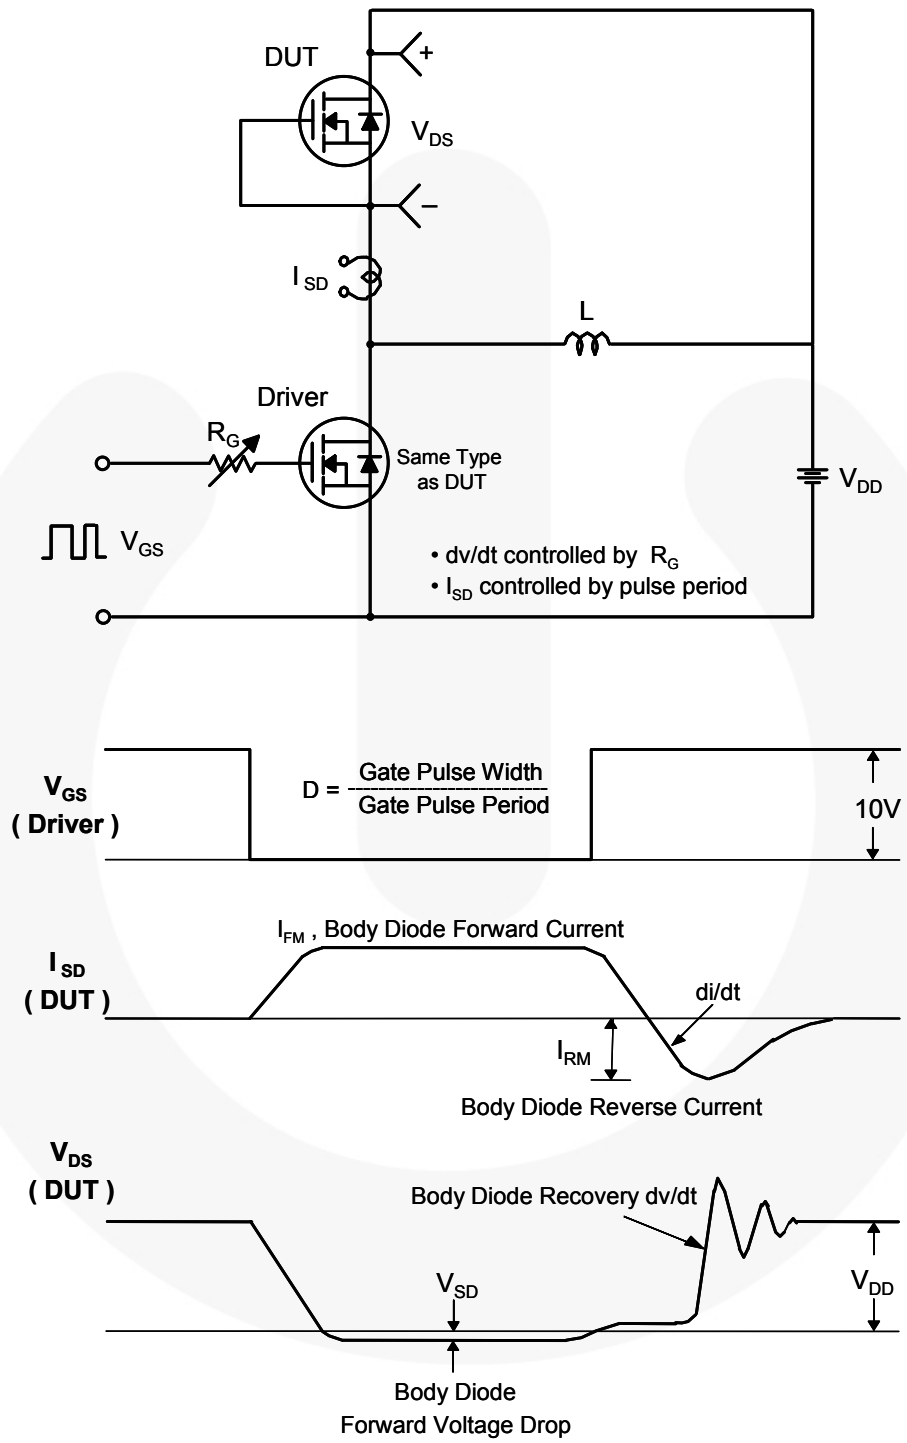 DUT
+
V_DS
–
I_SD
L
Driver
R_G
Same Type
as DUT
V_DD
V_GS
• dv/dt controlled by R_G
• I_SD controlled by pulse period
V_GS
( Driver )
D = Gate Pulse Width
Gate Pulse Period
10V
I_FM , Body Diode Forward Current
I_SD
( DUT )
di/dt
I_RM
Body Diode Reverse Current
V_DS
( DUT )
Body Diode Recovery dv/dt
V_SD
V_DD
Body Diode
Forward Voltage Drop